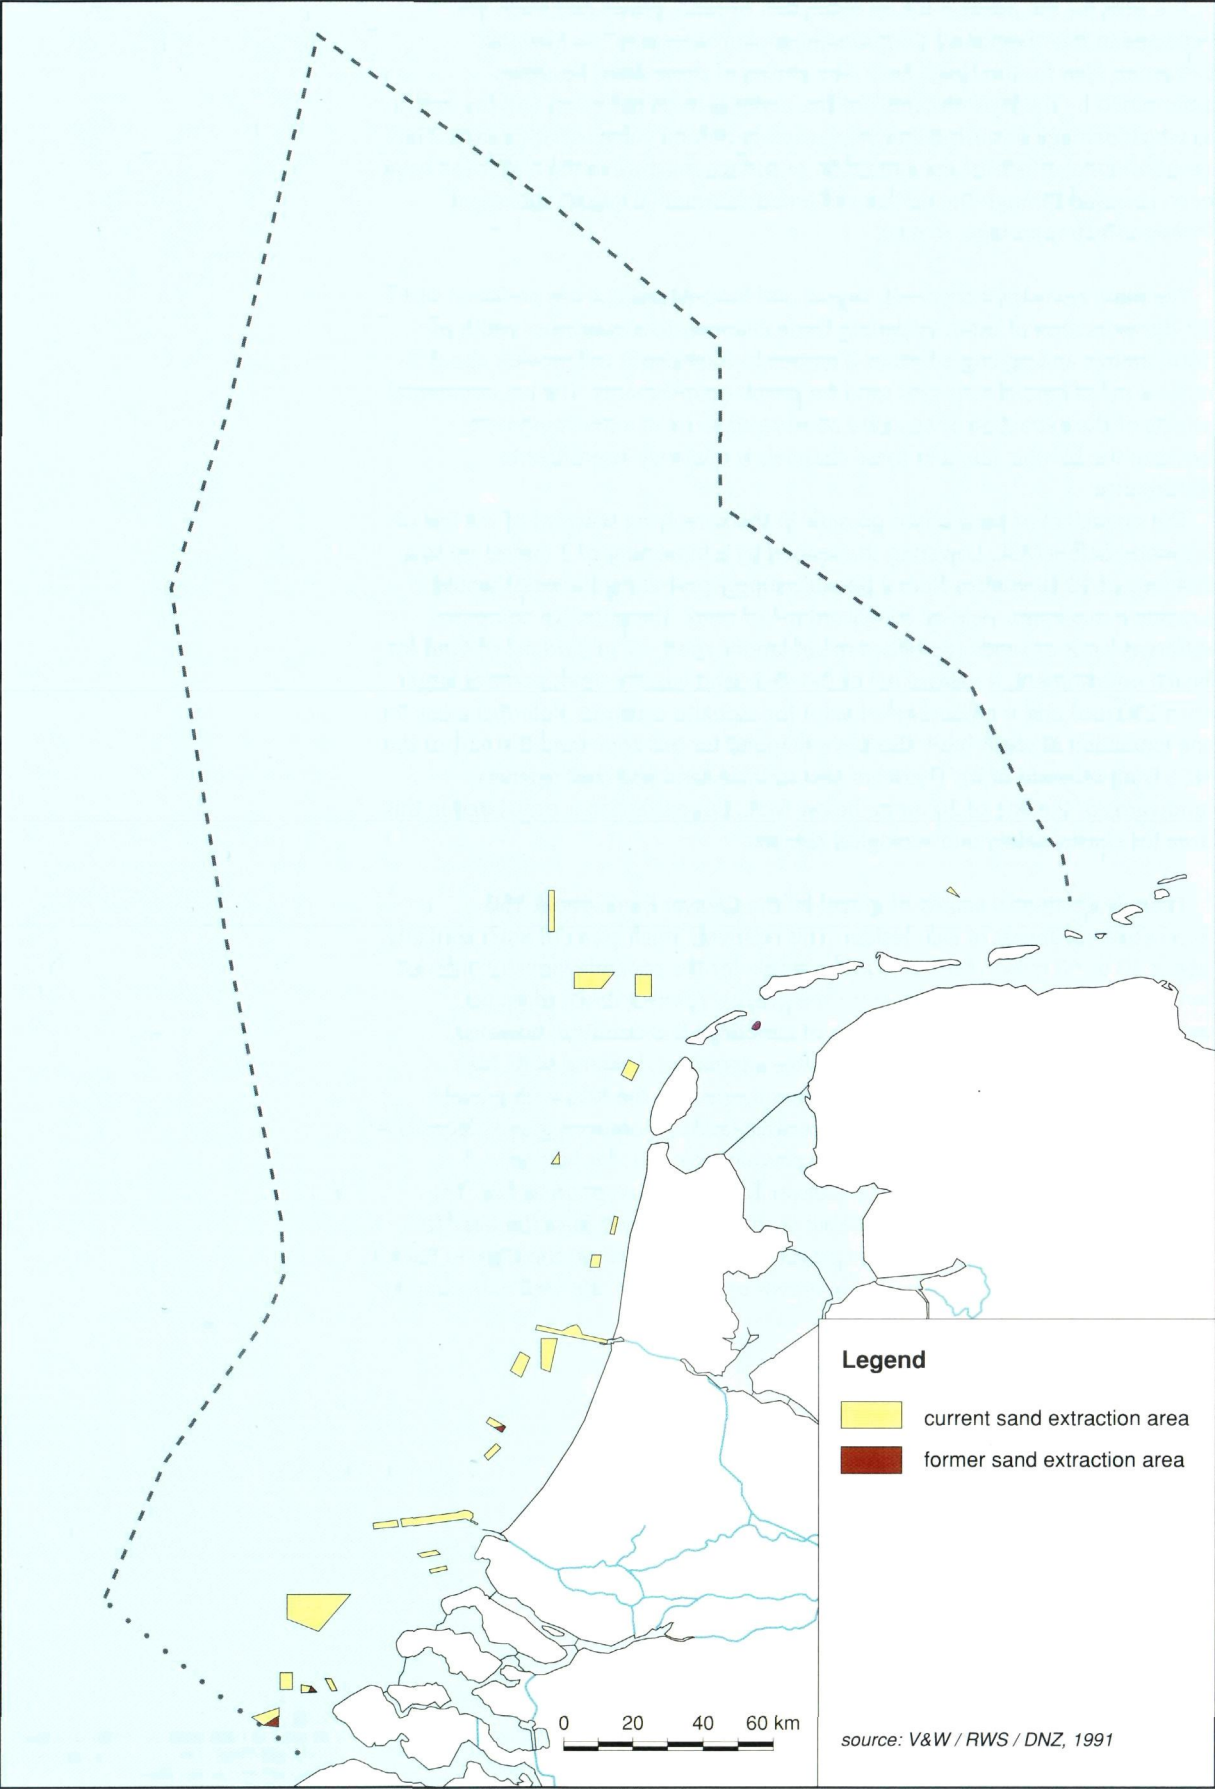 Legend
current sand extraction area
former sand extraction area
0 20 40 60 km
source: V&W / RWS / DNZ, 1991